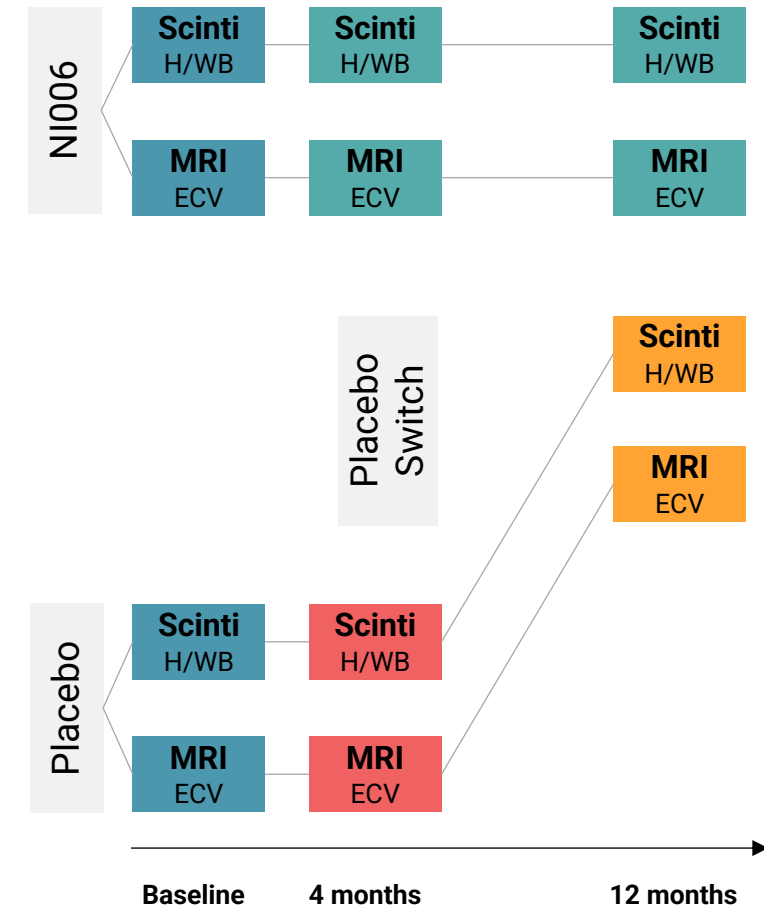 NI006
Scinti
H/WB
Scinti
H/WB
Scinti
H/WB
MRI
ECV
MRI
ECV
MRI
ECV
Placebo
Switch
Scinti
H/WB
MRI
ECV
Placebo
Scinti
H/WB
Scinti
H/WB
MRI
ECV
MRI
ECV
Baseline
4 months
12 months